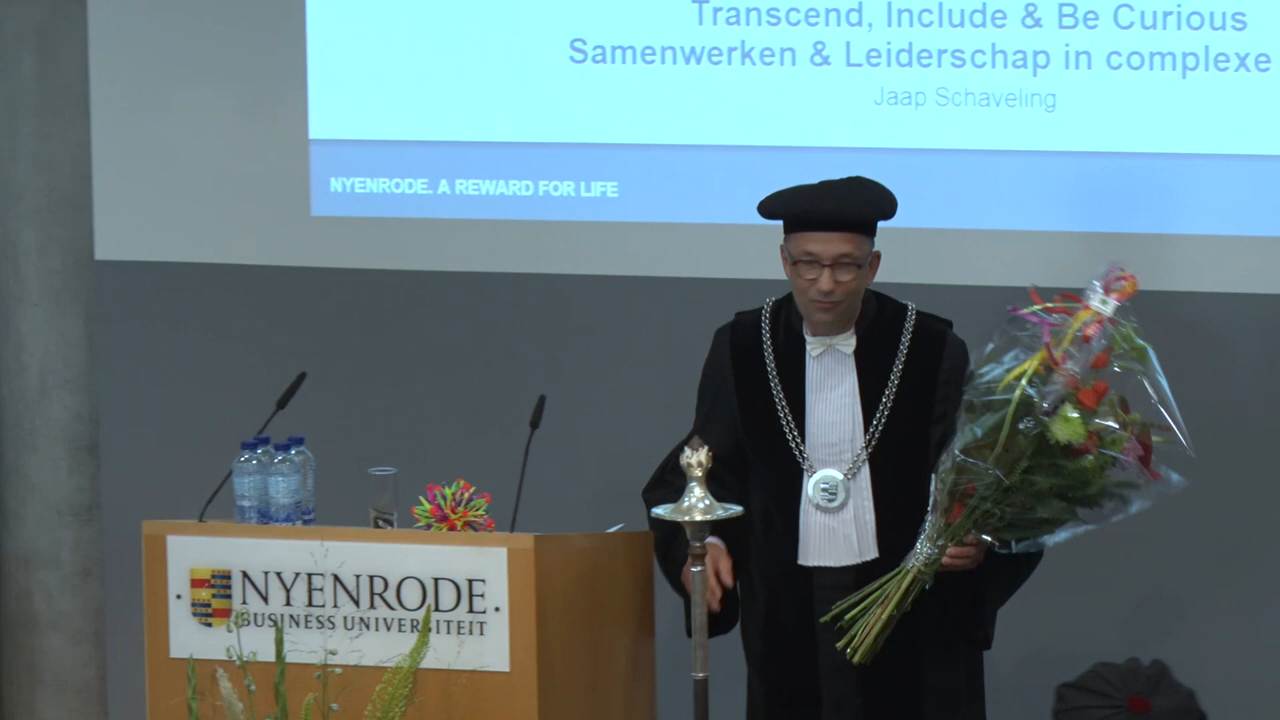 Transcend, Include & Be Curious
Samenwerken & Leiderschap in complexe
Jaap Schaveling
NYENRODE. A REWARD FOR LIFE
NYENRODE.
BUSINESS UNIVERSITEIT